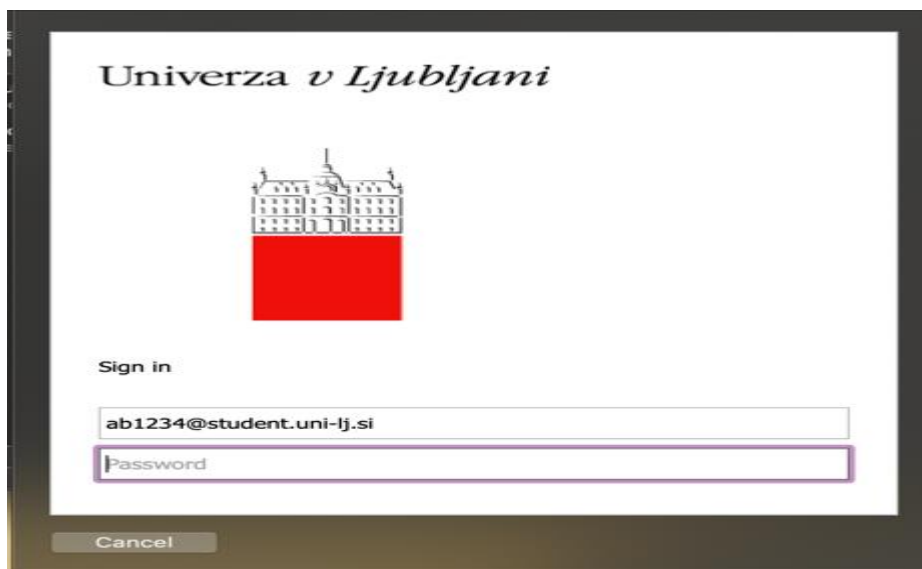 Univerza v Ljubljani
Sign in
ab1234@student.uni-lj.si
Password
Cancel